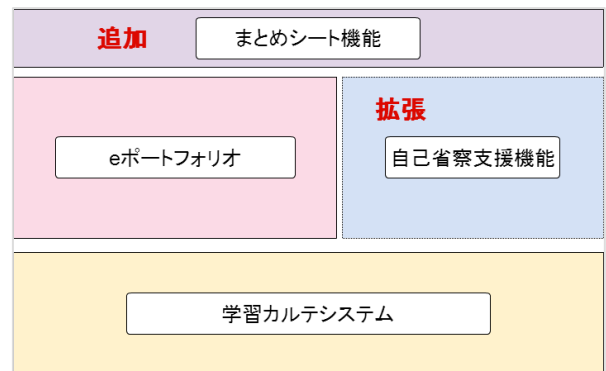 追加
まとめシート機能
拡張
eポートフォリオ
自己省察支援機能
学習カルテシステム